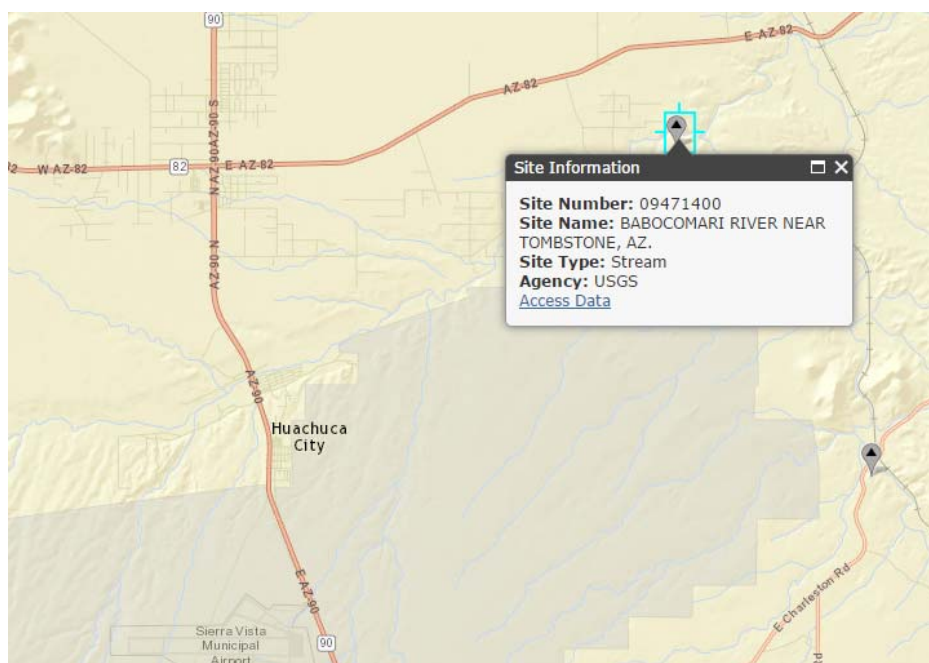 90
E AZ-82
AZ-82
W AZ-82
82
E AZ-82
N AZ-90
AZ-90 S
AZ-90 N
Site Information
Site Number: 09471400
Site Name: BABOCOMARI RIVER NEAR
TOMBSTONE, AZ.
Site Type: Stream
Agency: USGS
Access Data
AZ-90
Huachuca
City
E AZ-90
E Charleston Rd
Sierra Vista
Municipal
Airport
90